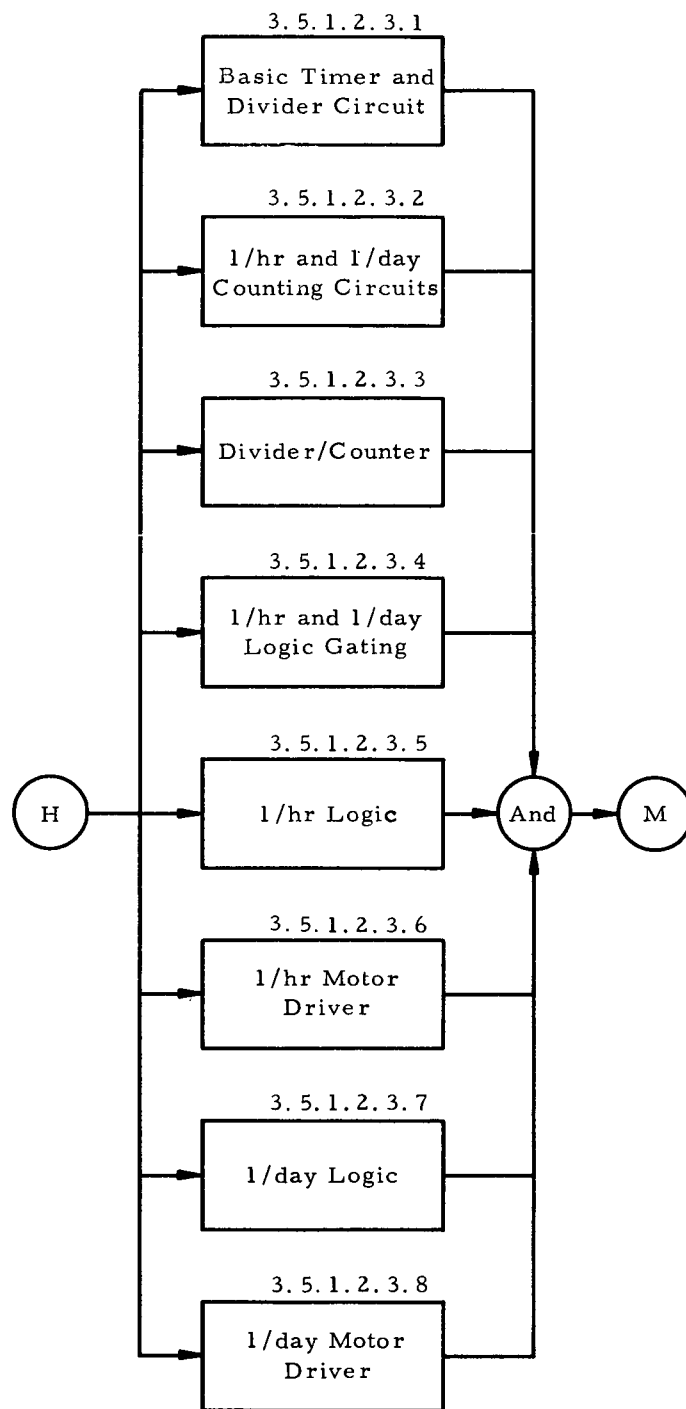 3.5.1.2.3.1
Basic Timer and
Divider Circuit
3.5.1.2.3.2
1/hr and 1/day
Counting Circuits
3.5.1.2.3.3
Divider/Counter
3.5.1.2.3.4
1/hr and 1/day
Logic Gating
3.5.1.2.3.5
H
1/hr Logic
And
M
3.5.1.2.3.6
1/hr Motor
Driver
3.5.1.2.3.7
1/day Logic
3.5.1.2.3.8
1/day Motor
Driver